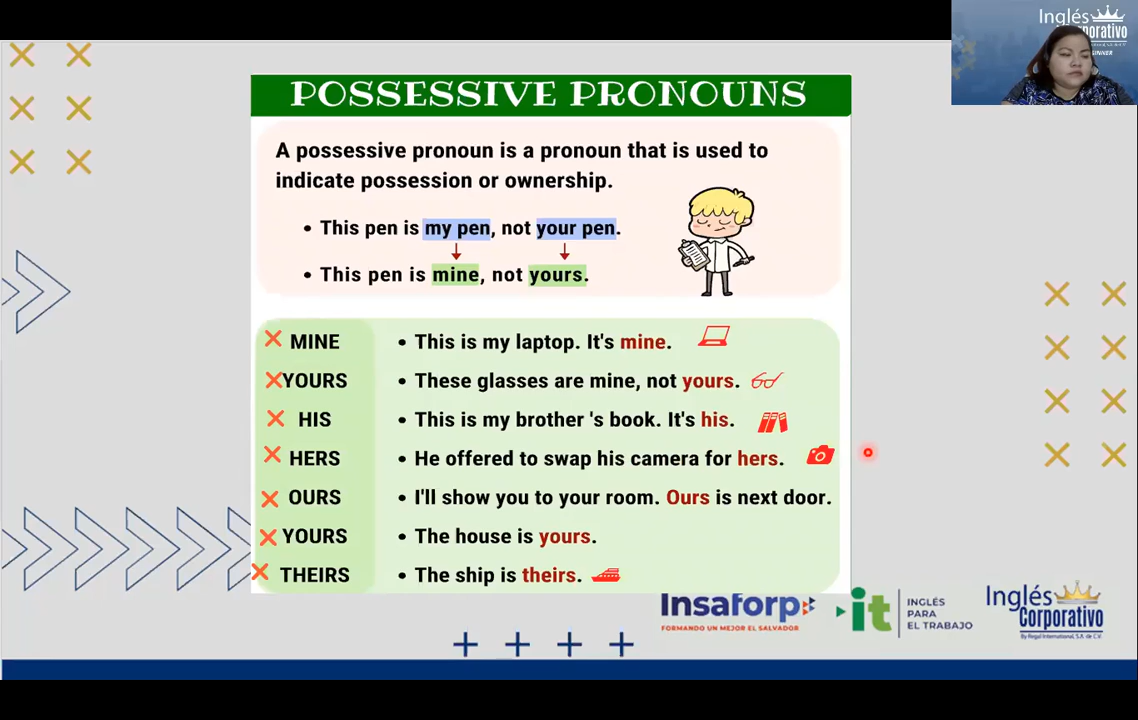 Inglés
Corporativo
POSSESSIVE PRONOUNS
A possessive pronoun is a pronoun that is used to
indicate possession or ownership.
• This pen is my pen, not your pen.
• This pen is mine, not yours.
MINE • This is my laptop. It's mine.
YOURS • These glasses are mine, not yours.
HIS • This is my brother 's book. It's his.
HERS • He offered to swap his camera for hers.
OURS • I'll show you to your room. Ours is next door.
YOURS • The house is yours.
THEIRS • The ship is theirs.
Insaforp
FORMANDO UN MEJOR EL SALVADOR
it
INGLÉS
PARA
EL TRABAJO
Inglés
Corporativo
By Regal International, S.A. de C.V.